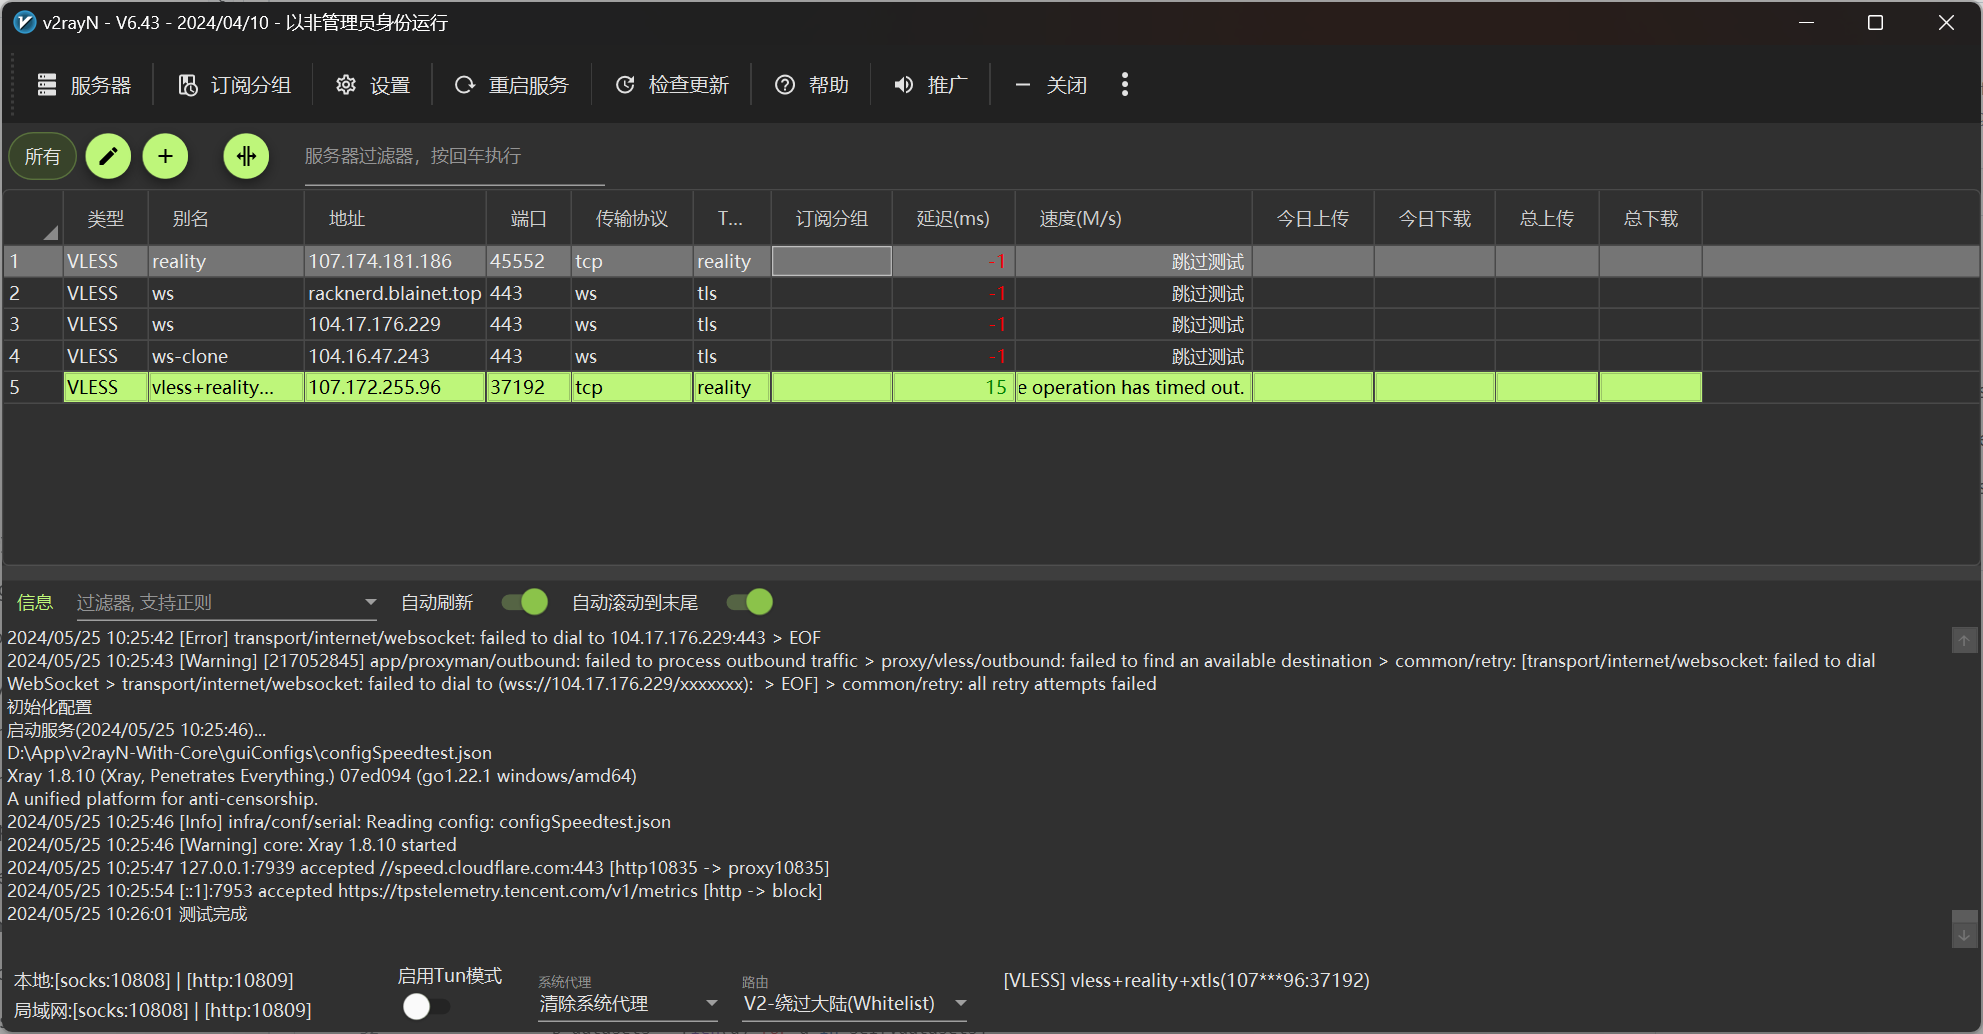 v2rayN - V6.43 - 2024/04/10 - 以非管理员身份运行
服务器 订阅分组 设置 重启服务 检查更新 帮助 推广 关闭
所有 服务器过滤器，按回车执行
类型 别名 地址 端口 传输协议 T... 订阅分组 延迟(ms) 速度(M/s) 今日上传 今日下载 总上传 总下载
1 VLESS reality 107.174.181.186 45552 tcp reality -1 跳过测试
2 VLESS ws racknerd.blainet.top 443 ws tls -1 跳过测试
3 VLESS ws 104.17.176.229 443 ws tls -1 跳过测试
4 VLESS ws-clone 104.16.47.243 443 ws tls -1 跳过测试
5 VLESS vless+reality... 107.172.255.96 37192 tcp reality 15 e operation has timed out.
信息 过滤器, 支持正则 自动刷新 自动滚动到末尾
2024/05/25 10:25:42 [Error] transport/internet/websocket: failed to dial to 104.17.176.229:443 > EOF
2024/05/25 10:25:43 [Warning] [217052845] app/proxyman/outbound: failed to process outbound traffic > proxy/vless/outbound: failed to find an available destination > common/retry: [transport/internet/websocket: failed to dial
WebSocket > transport/internet/websocket: failed to dial to (wss://104.17.176.229/xxxxxxx):  > EOF] > common/retry: all retry attempts failed
初始化配置
启动服务(2024/05/25 10:25:46)...
D:\App\v2rayN-With-Core\guiConfigs\configSpeedtest.json
Xray 1.8.10 (Xray, Penetrates Everything.) 07ed094 (go1.22.1 windows/amd64)
A unified platform for anti-censorship.
2024/05/25 10:25:46 [Info] infra/conf/serial: Reading config: configSpeedtest.json
2024/05/25 10:25:46 [Warning] core: Xray 1.8.10 started
2024/05/25 10:25:47 127.0.0.1:7939 accepted //speed.cloudflare.com:443 [http10835 -> proxy10835]
2024/05/25 10:25:54 [::1]:7953 accepted https://tpstelemetry.tencent.com/v1/metrics [http -> block]
2024/05/25 10:26:01 测试完成
本地:[socks:10808] | [http:10809]
局域网:[socks:10808] | [http:10809]
启用Tun模式
系统代理
清除系统代理
路由
V2-绕过大陆(Whitelist)
[VLESS] vless+reality+xtls(107***96:37192)